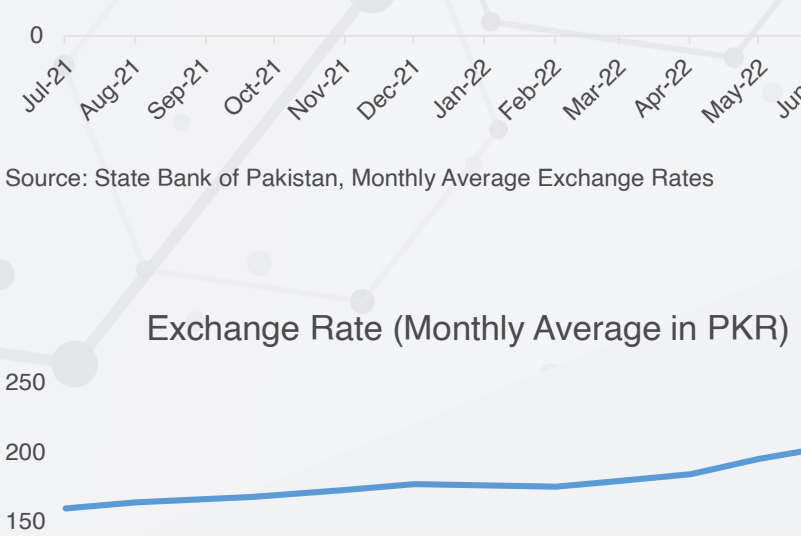 0
Jul-21 Aug-21 Sep-21 Oct-21 Nov-21 Dec-21 Jan-22 Feb-22 Mar-22 Apr-22 May-22 Jun
Source: State Bank of Pakistan, Monthly Average Exchange Rates
Exchange Rate (Monthly Average in PKR)
250
200
150